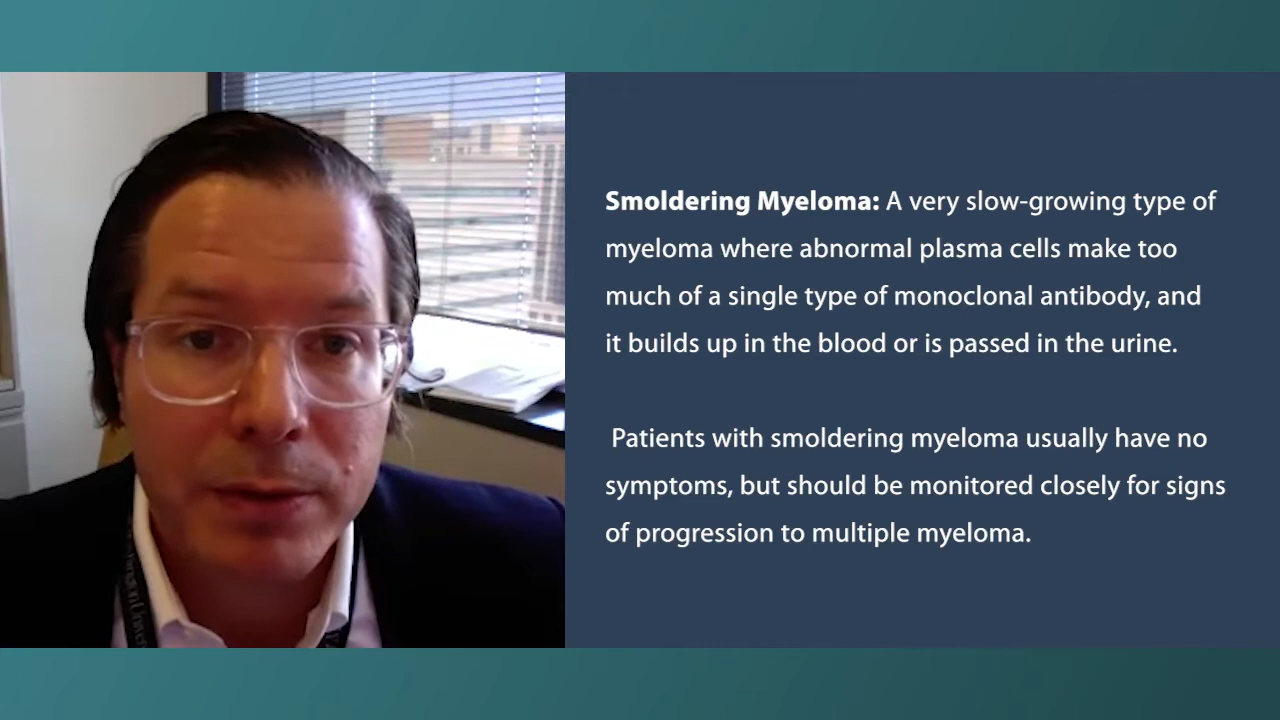 Smoldering Myeloma: A very slow-growing type of
myeloma where abnormal plasma cells make too
much of a single type of monoclonal antibody, and
it builds up in the blood or is passed in the urine.
Patients with smoldering myeloma usually have no
symptoms, but should be monitored closely for signs
of progression to multiple myeloma.